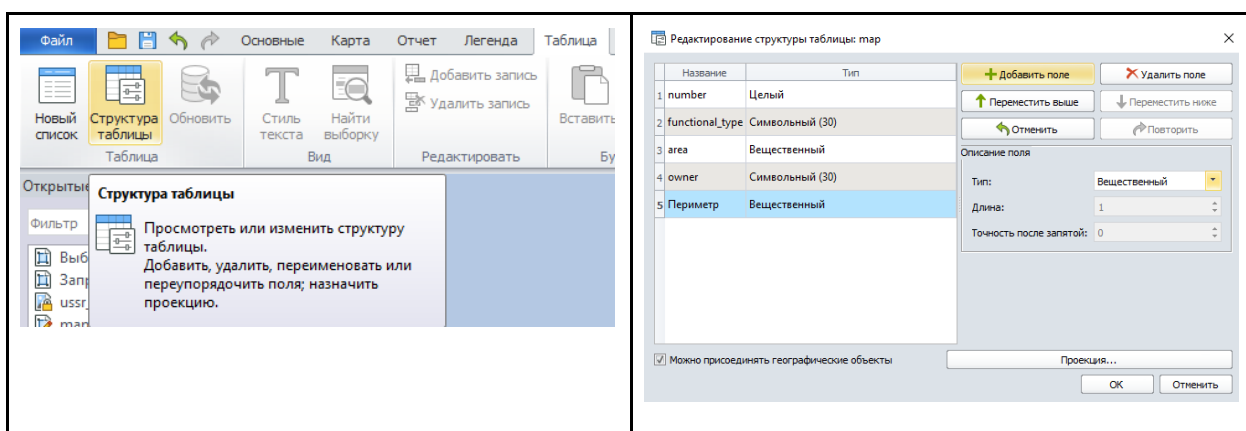 Файл Основные Карта Отчет Легенда Таблица
Новый список
Структура таблицы
Обновить
Стиль текста
Найти выборку
Добавить запись
Удалить запись
Вставить
Таблица Вид Редактировать
Открытые
Фильтр
Структура таблицы
Просмотреть или изменить структуру
таблицы.
Добавить, удалить, переименовать или
переупорядочить поля; назначить
проекцию.
Редактирование структуры таблицы: map
Название Тип
1 number Целый
2 functional_type Символьный (30)
3 area Вещественный
4 owner Символьный (30)
5 Периметр Вещественный
Добавить поле Удалить поле
Переместить выше Переместить ниже
Отменить Повторить
Описание поля
Тип: Вещественный
Длина: 1
Точность после запятой: 0
Можно присоединять географические объекты
Проекция...
ОК Отменить